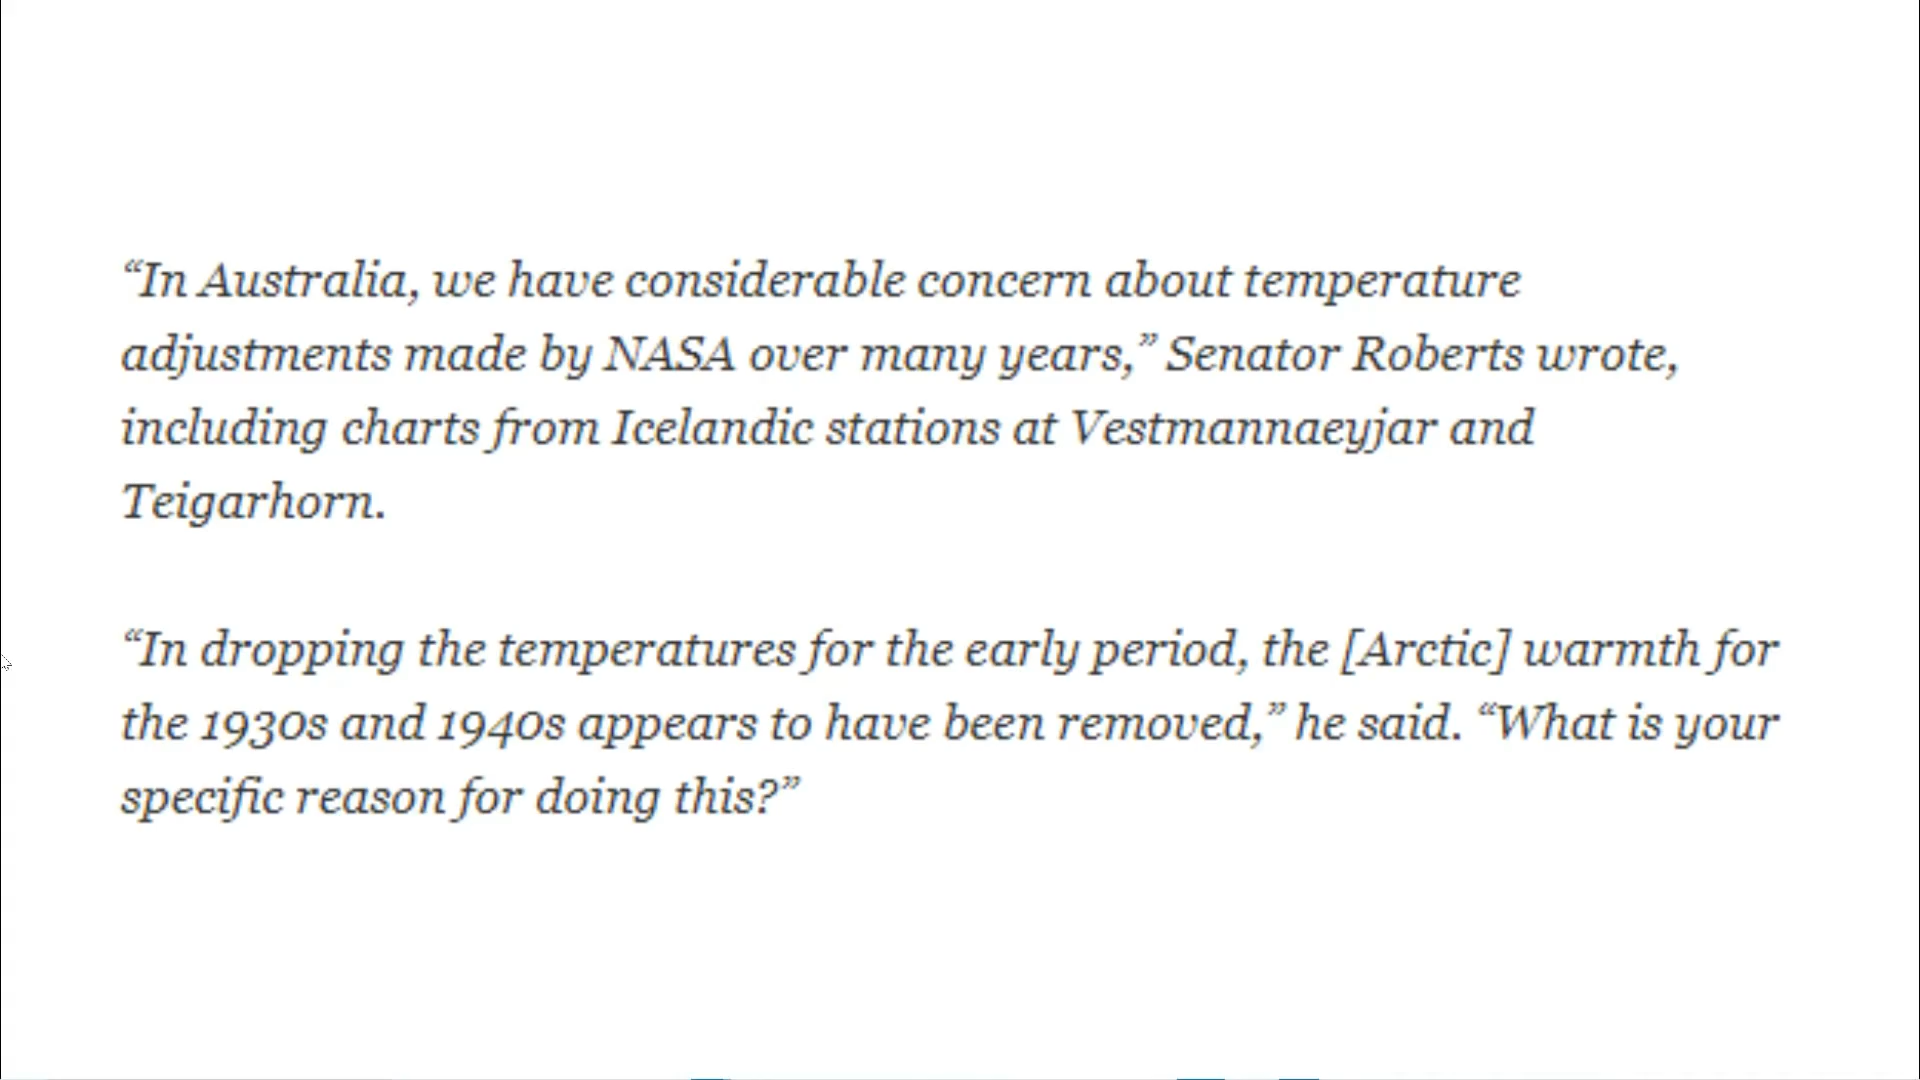 “In Australia, we have considerable concern about temperature
adjustments made by NASA over many years,” Senator Roberts wrote,
including charts from Icelandic stations at Vestmannaeyjar and
Teigarhorn.
“In dropping the temperatures for the early period, the [Arctic] warmth for
the 1930s and 1940s appears to have been removed,” he said. “What is your
specific reason for doing this?”